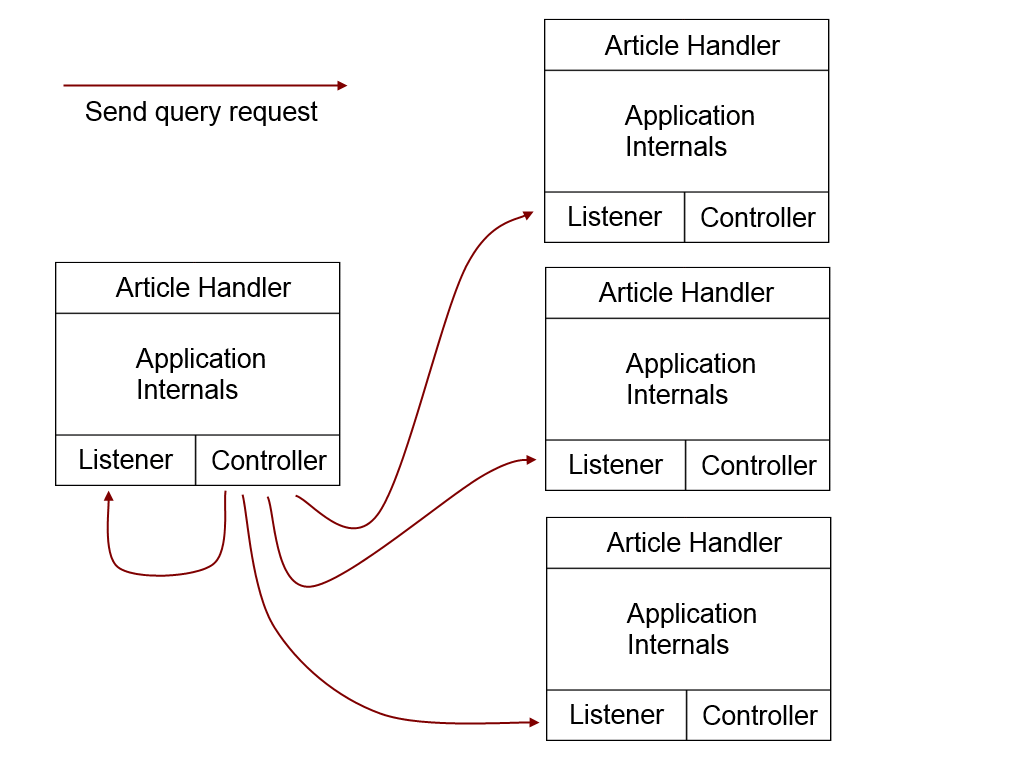 Send query request
Article Handler
Application
Internals
Listener
Controller
Article Handler
Application
Internals
Listener
Controller
Article Handler
Application
Internals
Listener
Controller
Article Handler
Application
Internals
Listener
Controller